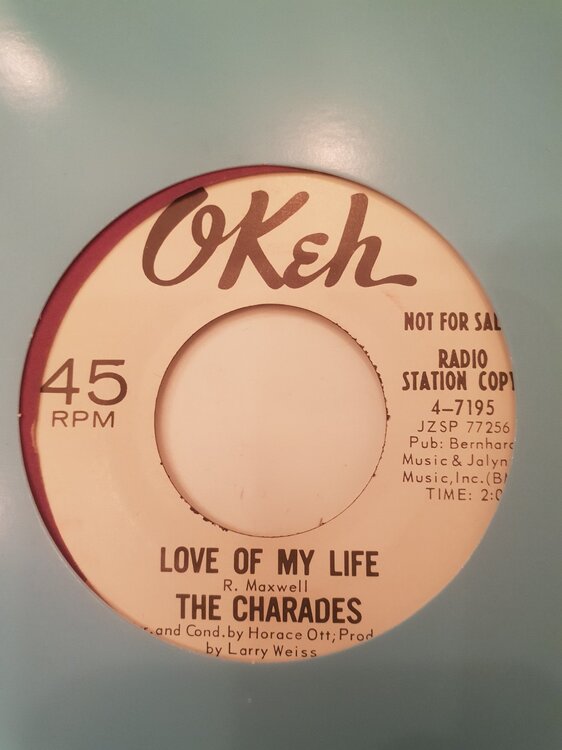 OKeh
NOT FOR SAL
RADIO
STATION COPY
4-7195
JZSP 77256
Pub: Bernhard
Music & Jalyn
Music, Inc. (BM
TIME: 2:0
45
RPM
LOVE OF MY LIFE
R. Maxwell
THE CHARADES
r. and Cond. by Horace Ott; Prod.
by Larry Weiss